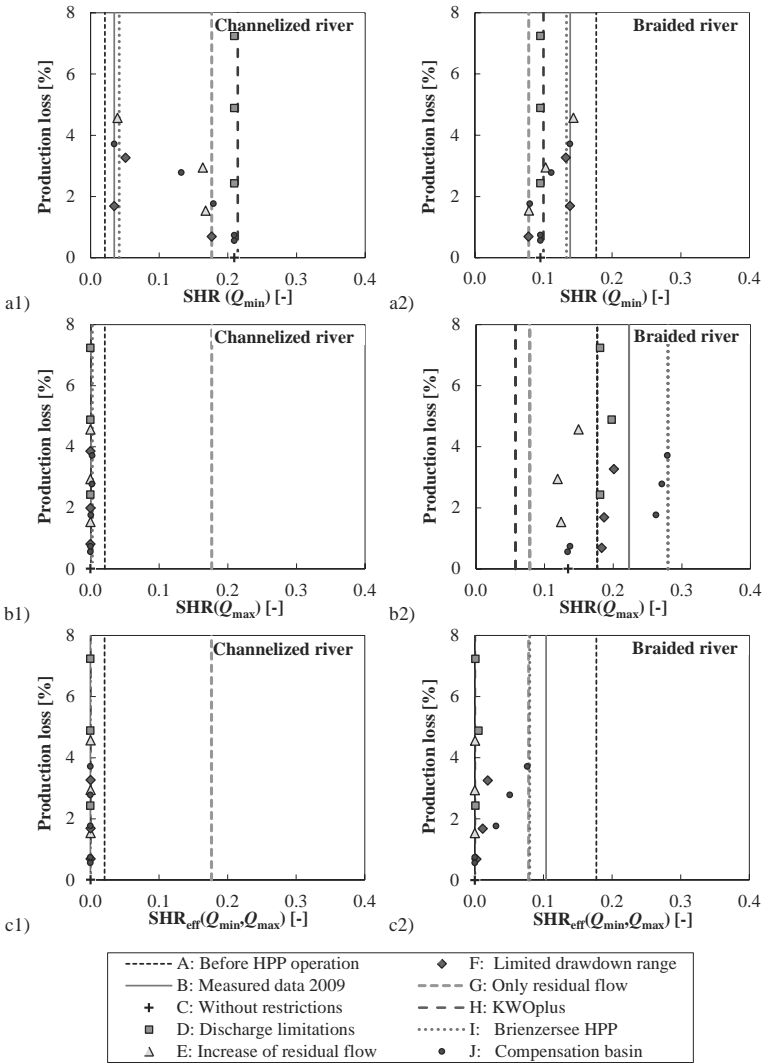 Channelized river
Production loss [%]
8
6
4
2
0
0.0 0.1 0.2 0.3 0.4
SHR (Qmin) [-]
a1)
Braided river
Production loss [%]
8
6
4
2
0
0.0 0.1 0.2 0.3 0.4
SHR (Qmin) [-]
a2)
Channelized river
Production loss [%]
8
6
4
2
0
0.0 0.1 0.2 0.3 0.4
SHR(Qmax) [-]
b1)
Braided river
Production loss [%]
8
6
4
2
0
0.0 0.1 0.2 0.3 0.4
SHR(Qmax) [-]
b2)
Channelized river
Production loss [%]
8
6
4
2
0
0.0 0.1 0.2 0.3 0.4
SHReff(Qmin,Qmax) [-]
c1)
Braided river
Production loss [%]
8
6
4
2
0
0.0 0.1 0.2 0.3 0.4
SHReff(Qmin,Qmax) [-]
c2)
A: Before HPP operation
B: Measured data 2009
C: Without restrictions
D: Discharge limitations
E: Increase of residual flow
F: Limited drawdown range
G: Only residual flow
H: KWOplus
I: Brienzersee HPP
J: Compensation basin